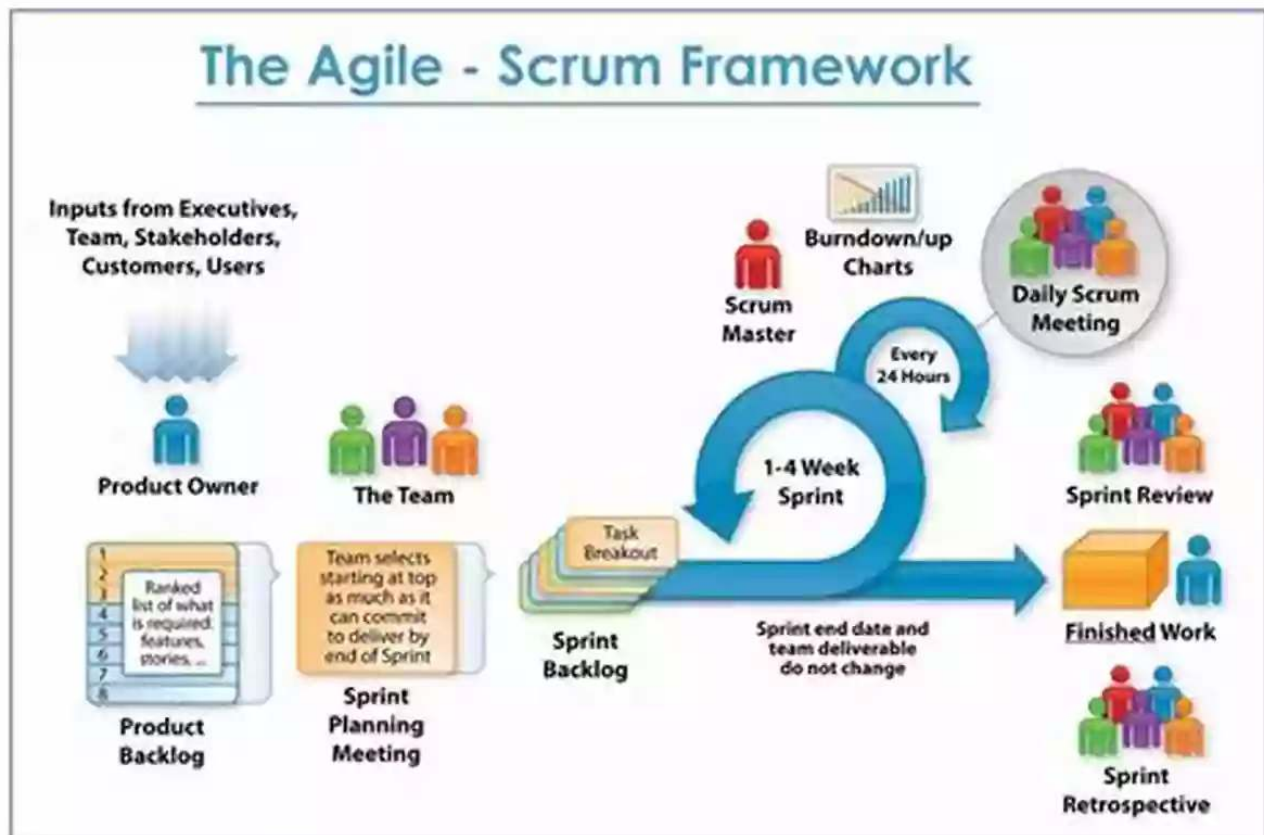 The Agile - Scrum Framework
Inputs from Executives,
Team, Stakeholders,
Customers, Users
Product Owner
The Team
1
2
3
4
5
6
7
8
Ranked
list of what
is required:
features,
stories, ...
Product
Backlog
Team selects
starting at top
as much as it
can commit
to deliver by
end of Sprint
Sprint
Planning
Meeting
Task
Breakout
Sprint
Backlog
Scrum
Master
Burndown/up
Charts
Every
24 Hours
Daily Scrum
Meeting
1-4 Week
Sprint
Sprint end date and
team deliverable
do not change
Sprint Review
Finished Work
Sprint
Retrospective